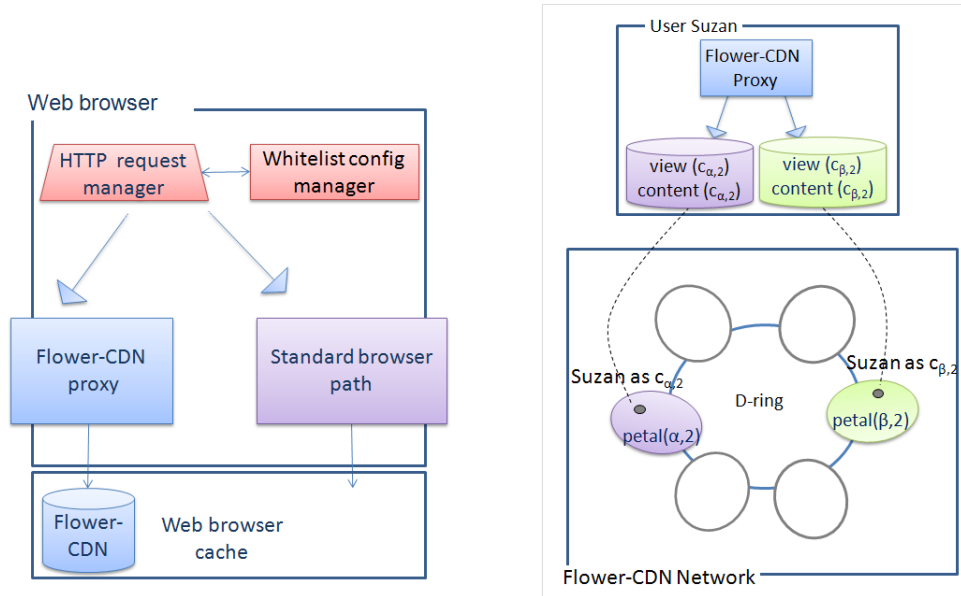 Web browser
HTTP request
manager
Whitelist config
manager
Flower-CDN
proxy
Standard browser
path
Flower-
CDN
Web browser
cache
User Suzan
Flower-CDN
Proxy
view (cα,2)
content (cα,2)
view (cβ,2)
content (cβ,2)
Suzan as cα,2
Suzan as cβ,2
D-ring
petal(α,2)
petal(β,2)
Flower-CDN Network